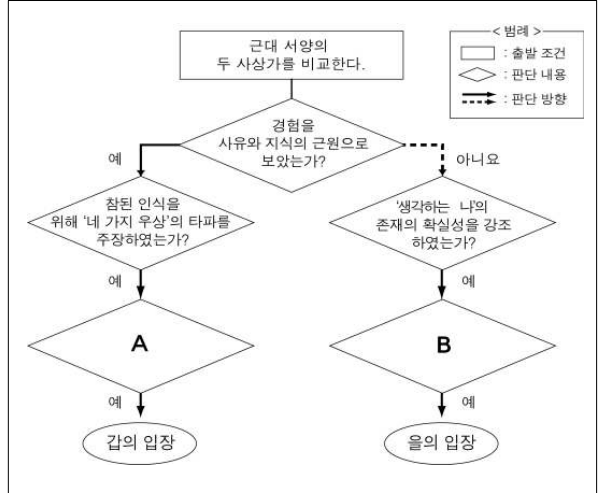 근대 서양의
두 사상가를 비교한다.
< 범례 >
: 출발 조건
: 판단 내용
: 판단 방향
경험을
사유와 지식의 근원으로
보았는가?
예
아니요
참된 인식을
위해 '네 가지 우상'의 타파를
주장하였는가?
'생각하는 나'의
존재의 확실성을 강조
하였는가?
예
예
A
B
예
예
갑의 입장
을의 입장